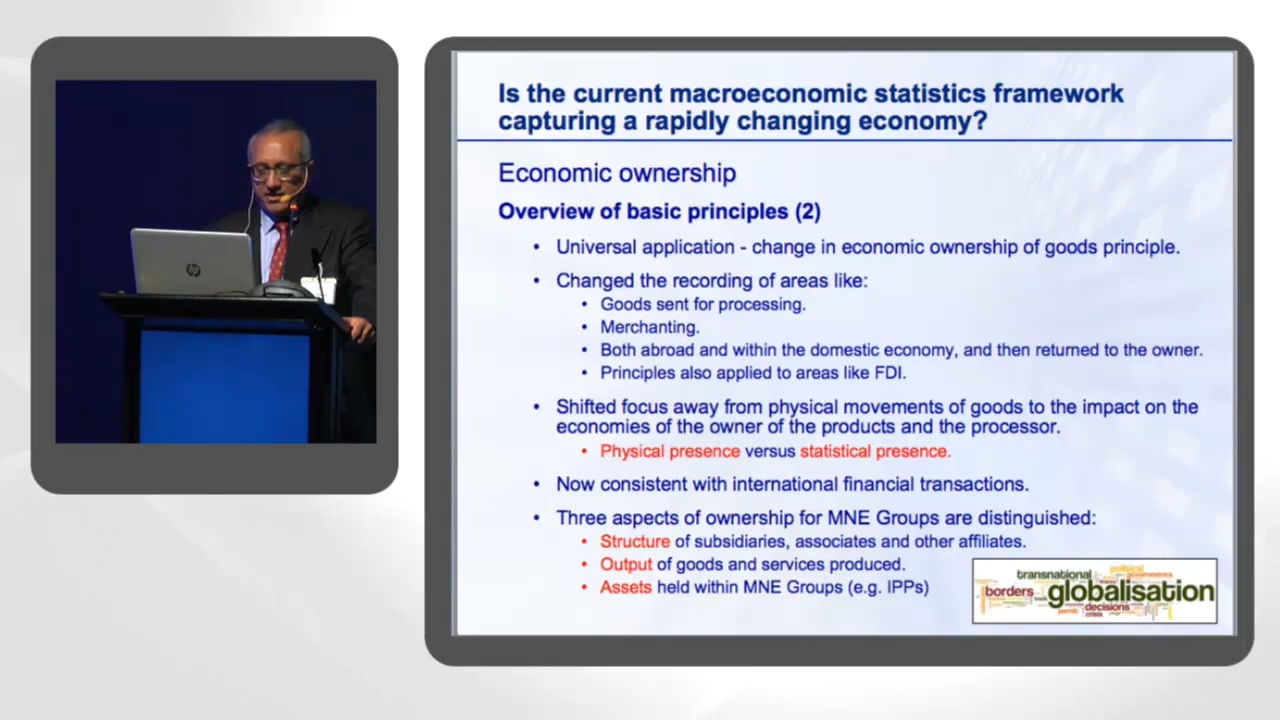 Is the current macroeconomic statistics framework
capturing a rapidly changing economy?
Economic ownership
Overview of basic principles (2)
• Universal application - change in economic ownership of goods principle.
• Changed the recording of areas like:
• Goods sent for processing.
• Merchanting.
• Both abroad and within the domestic economy, and then returned to the owner.
• Principles also applied to areas like FDI.
• Shifted focus away from physical movements of goods to the impact on the
economies of the owner of the products and the processor.
• Physical presence versus statistical presence.
• Now consistent with international financial transactions.
• Three aspects of ownership for MNE Groups are distinguished:
• Structure of subsidiaries, associates and other affiliates.
• Output of goods and services produced.
• Assets held within MNE Groups (e.g. IPPs)
political
transnational
governments
borders
globalisation
decisions
crisis
hp